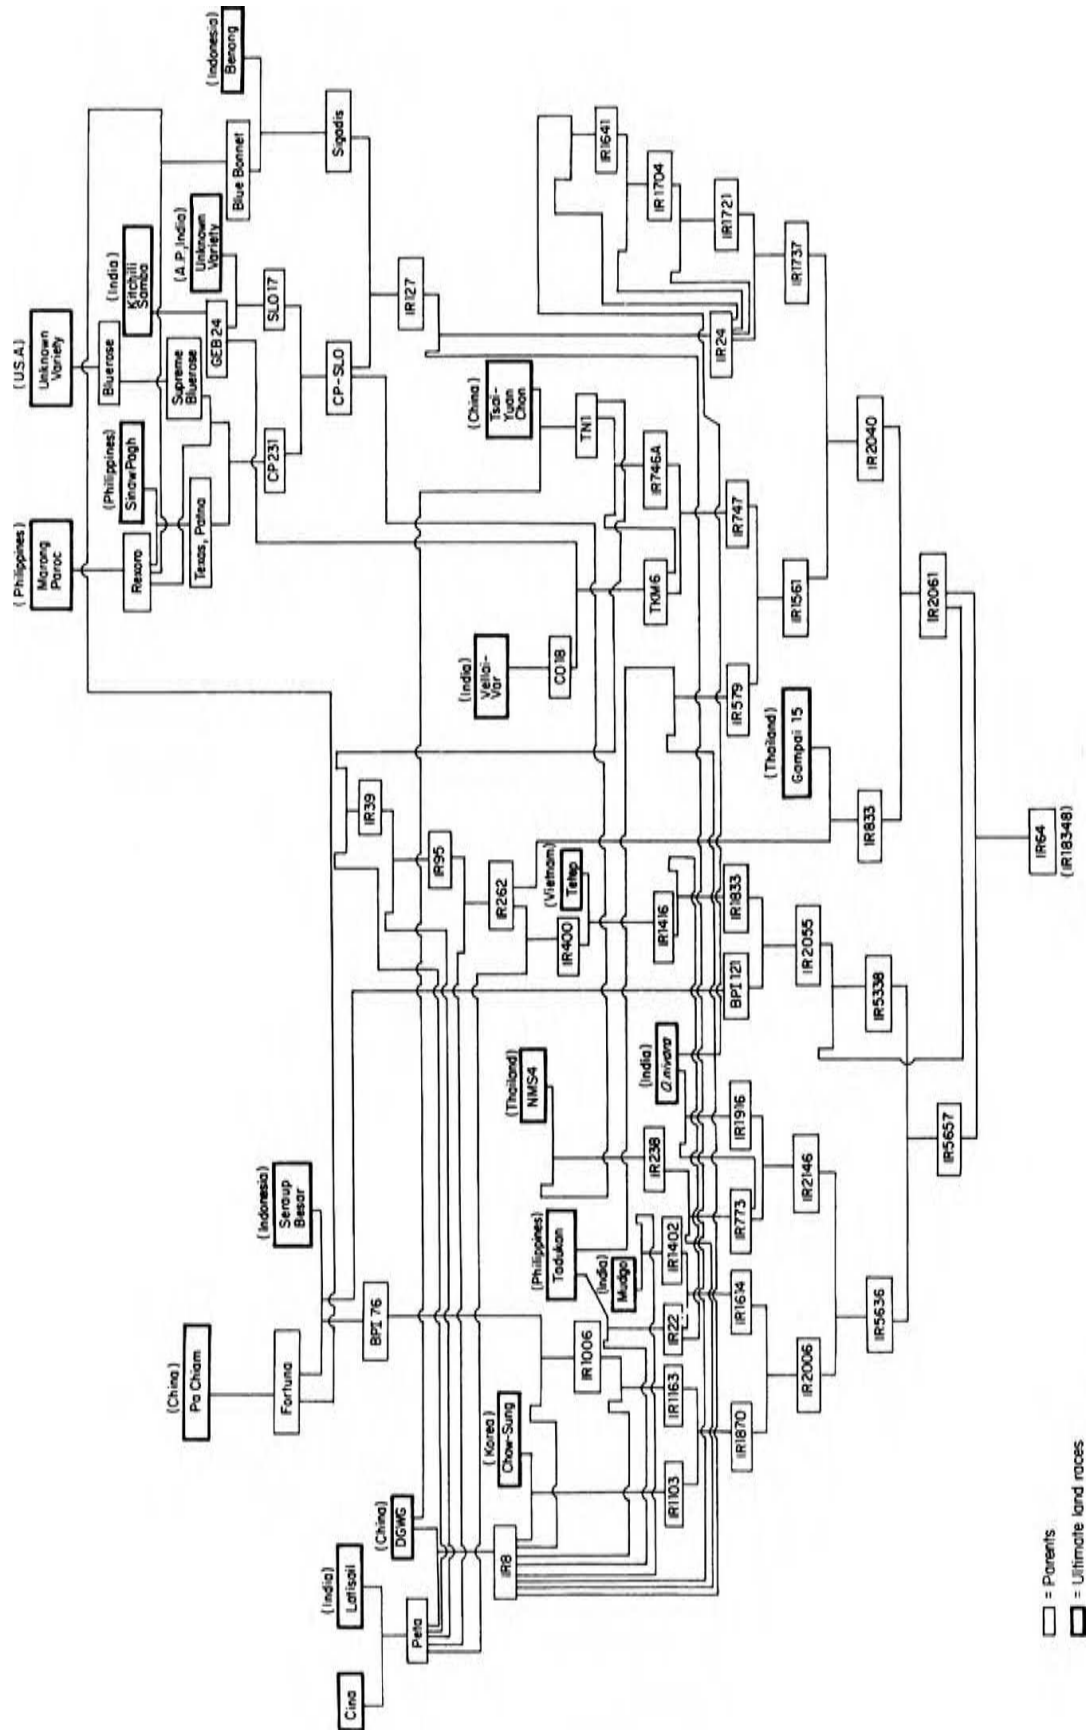 (Philippines)
Marong
Paroc
(U.S.A)
Unknown
Variety
Bluerose
(Philippines)
SinawPagh
(India)
Kitchili
Samba
Rexoro
Supreme
Bluerose
(China)
Pa Chiam
Texas, Patna
GEB24
(A.P., India)
Unknown
Variety
(Indonesia)
Benong
Blue Bonnet
Fortuna
(Indonesia)
Seraup
Besar
CP231
SLO17
Cina
(India)
Latisail
CP-SLO
Sigadis
BPI 76
IR39
Peta
(China)
DGWG
IR95
IR127
(Korea)
Chow-Sung
IR8
IR262
(India)
Vellai-
Var
(China)
Tsai-
Yuan
Chon
(Thailand)
NMS4
(Philippines)
Tadukan
(Vietnam)
Tetep
IR400
CO18
TN1
IR1006
(India)
Mudgo
IR1641
IR1103
IR1163
IR22
IR1402
IR238
(India)
O.nivara
IR1416
TKM6
IR746A
IR1704
IR24
IR1870
IR1614
IR773
IR1916
BPI 121
IR1833
IR579
IR747
IR1721
(Thailand)
Gampai 15
IR2006
IR2146
IR2055
IR1561
IR1737
IR5636
IR5338
IR833
IR2040
IR5657
IR2061
IR64
(IR18348)
= Parents
= Ultimate land races